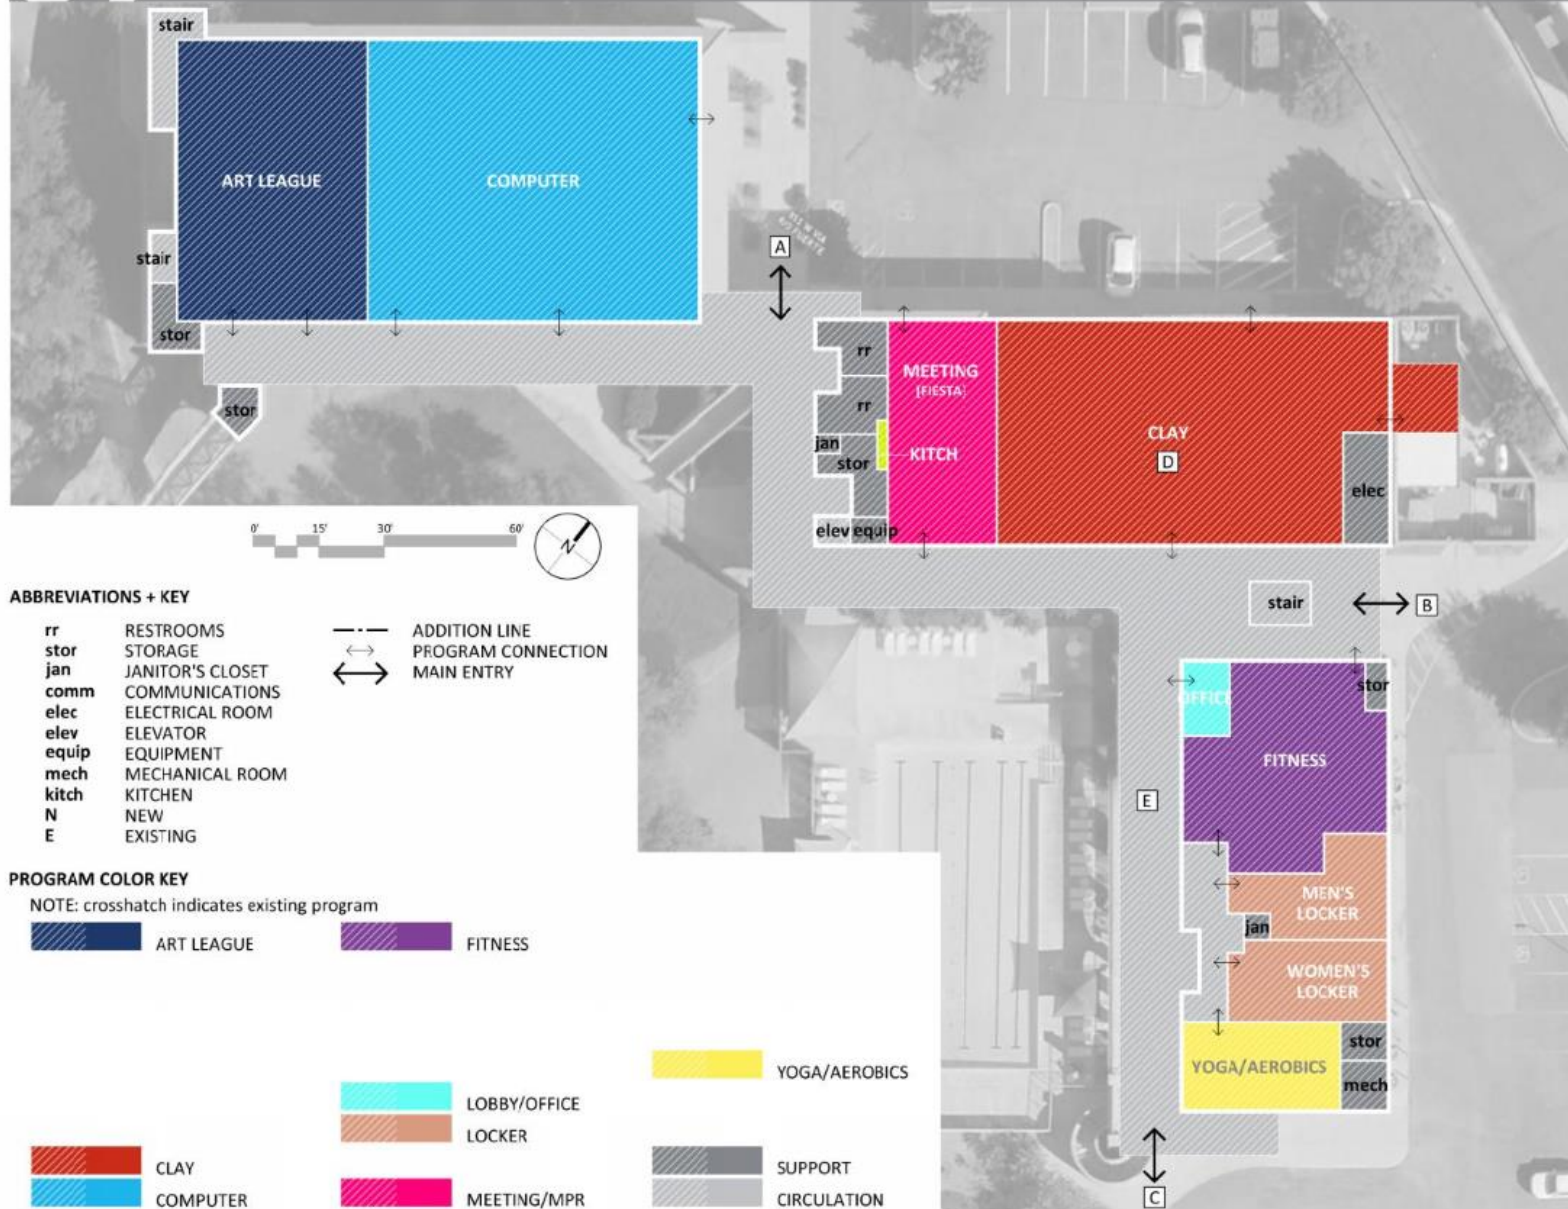 stair
ART LEAGUE
COMPUTER
stair
stor
stor
A
rr
rr
jan
stor
elev
equip
MEETING
[FIESTA]
KITCH
CLAY
D
elec
stair
B
OFFICE
stor
FITNESS
E
MEN'S
LOCKER
jan
WOMEN'S
LOCKER
YOGA/AEROBICS
stor
mech
C
0' 15' 30' 60'
N
ABBREVIATIONS + KEY
rr RESTROOMS
stor STORAGE
jan JANITOR'S CLOSET
comm COMMUNICATIONS
elec ELECTRICAL ROOM
elev ELEVATOR
equip EQUIPMENT
mech MECHANICAL ROOM
kitch KITCHEN
N NEW
E EXISTING
ADDITION LINE
PROGRAM CONNECTION
MAIN ENTRY
PROGRAM COLOR KEY
NOTE: crosshatch indicates existing program
ART LEAGUE
FITNESS
YOGA/AEROBICS
LOBBY/OFFICE
LOCKER
CLAY
SUPPORT
COMPUTER
MEETING/MPR
CIRCULATION